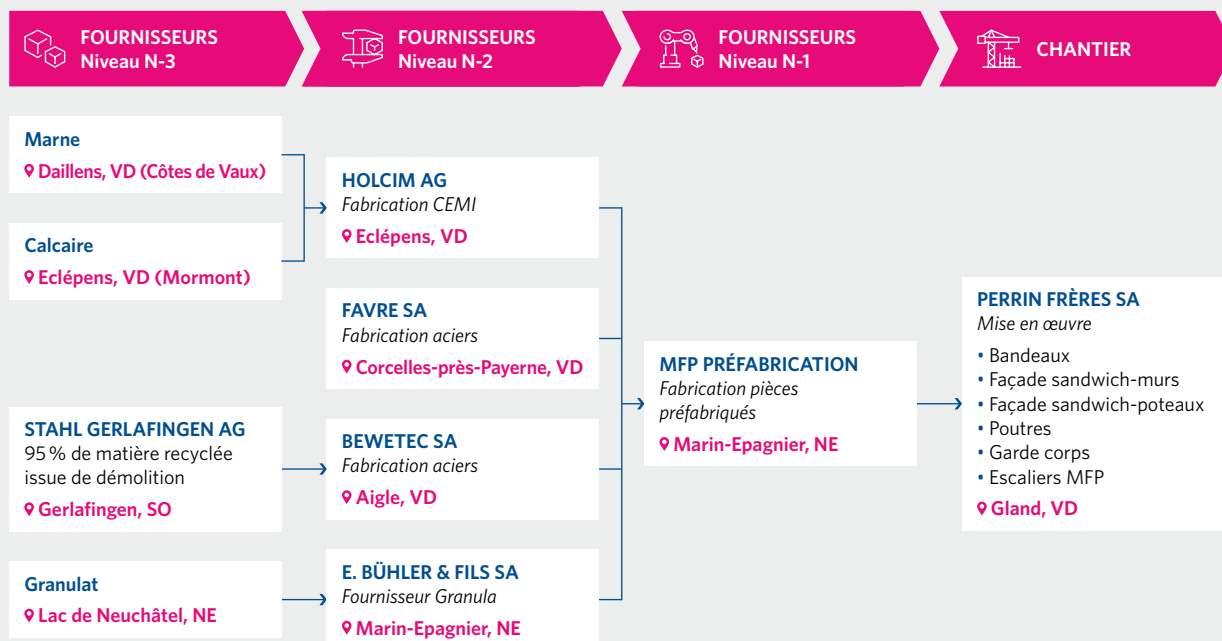 FOURNISSEURS
Niveau N-3
FOURNISSEURS
Niveau N-2
FOURNISSEURS
Niveau N-1
CHANTIER
Marne
Daillens, VD (Côtes de Vaux)
Calcaire
Eclépens, VD (Mormont)
STAHL GERLAFINGEN AG
95 % de matière recyclée
issue de démolition
Gerlafingen, SO
Granulat
Lac de Neuchâtel, NE
HOLCIM AG
Fabrication CEMI
Eclépens, VD
FAVRE SA
Fabrication aciers
Corcelles-près-Payerne, VD
BEWETEC SA
Fabrication aciers
Aigle, VD
E. BÜHLER & FILS SA
Fournisseur Granula
Marin-Epagnier, NE
MFP PRÉFABRICATION
Fabrication pièces
préfabriqués
Marin-Epagnier, NE
PERRIN FRÈRES SA
Mise en œuvre
• Bandeaux
• Façade sandwich-murs
• Façade sandwich-poteaux
• Poutres
• Garde corps
• Escaliers MFP
Gland, VD